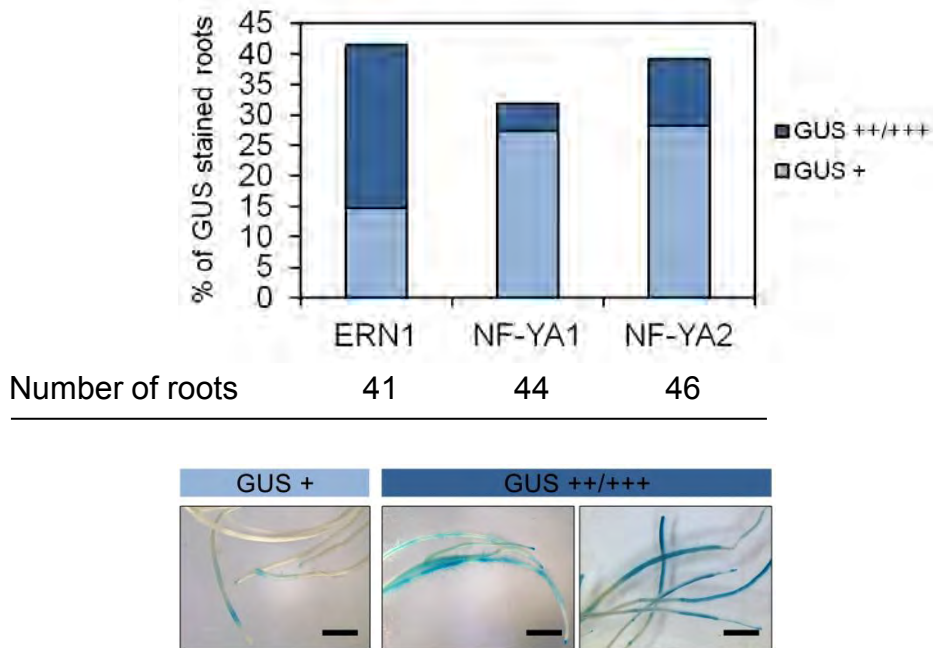 45
40
35
30
25
20
15
10
5
0
% of GUS stained roots
GUS ++/+++
GUS +
ERN1 NF-YA1 NF-YA2
Number of roots 41 44 46
GUS + GUS ++/+++